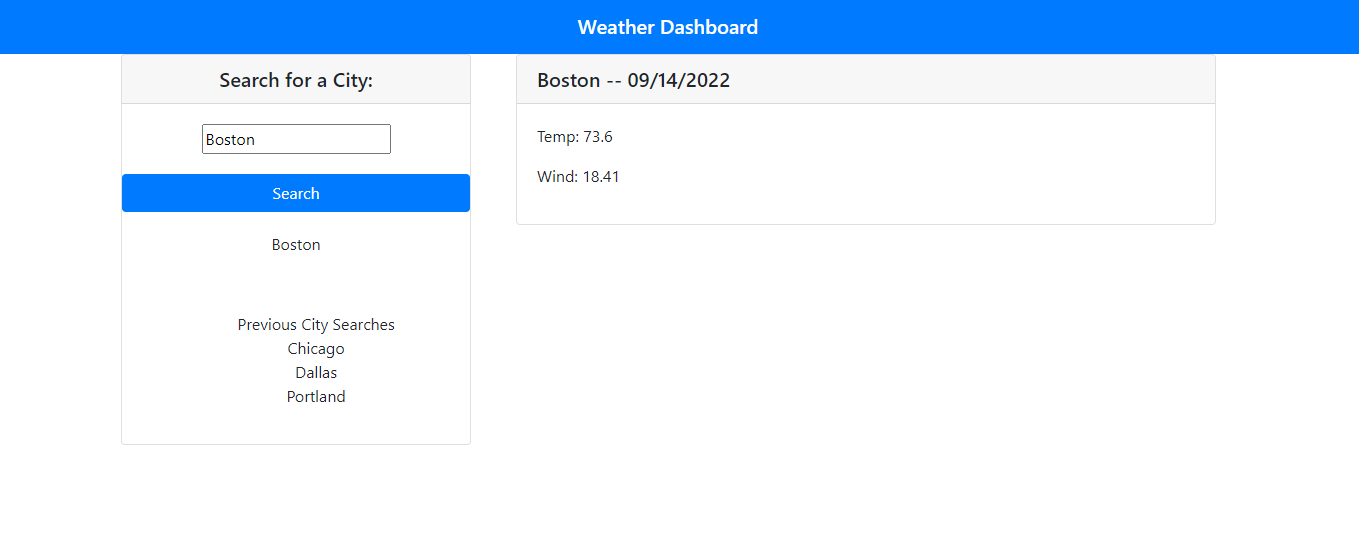 Weather Dashboard
Search for a City:
Boston
Search
Boston
Previous City Searches
Chicago
Dallas
Portland
Boston -- 09/14/2022
Temp: 73.6
Wind: 18.41